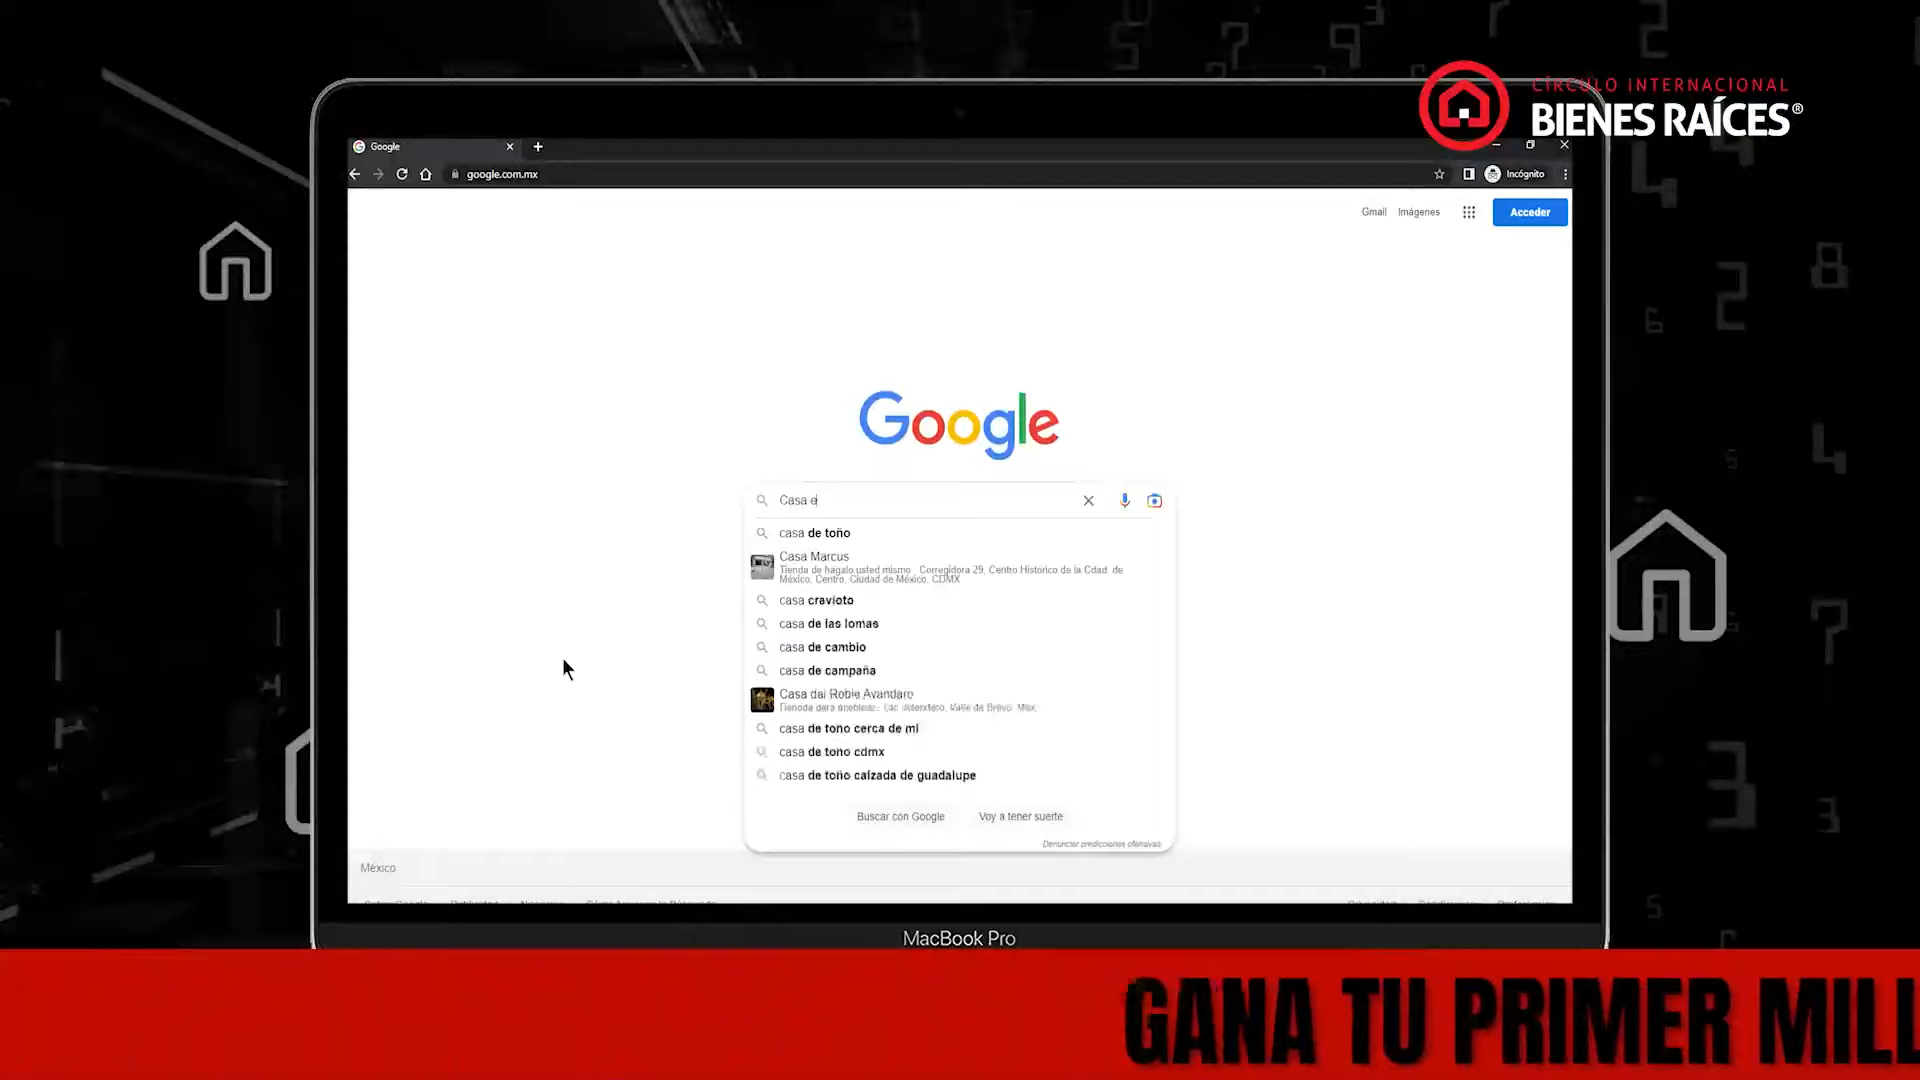 CÍRCULO INTERNACIONAL
BIENES RAÍCES®
Google
google.com.mx
Incógnito
Gmail Imágenes
Acceder
Google
Casa e
casa de toño
Casa Marcus
Tienda de hágalo usted mismo · Corregidora 29, Centro Histórico de la Cdad. de
México, Centro, Ciudad de México, CDMX
casa cravioto
casa de las lomas
casa de cambio
casa de campaña
Casa
casa de toño cerca de mí
casa de toño cdmx
casa de toño calzada de guadalupe
Buscar con Google Voy a tener suerte
Denunciar predicciones ofensivas
México
MacBook Pro
GANA TU PRIMER MILL